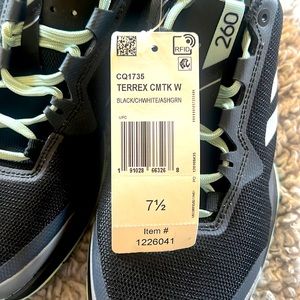 RFID
CQ1735
TERREX CMTK W
BLACK/CHWHITE/ASHGRN
UPC
1 91028 66326 8
7½
Item #
1226041
260